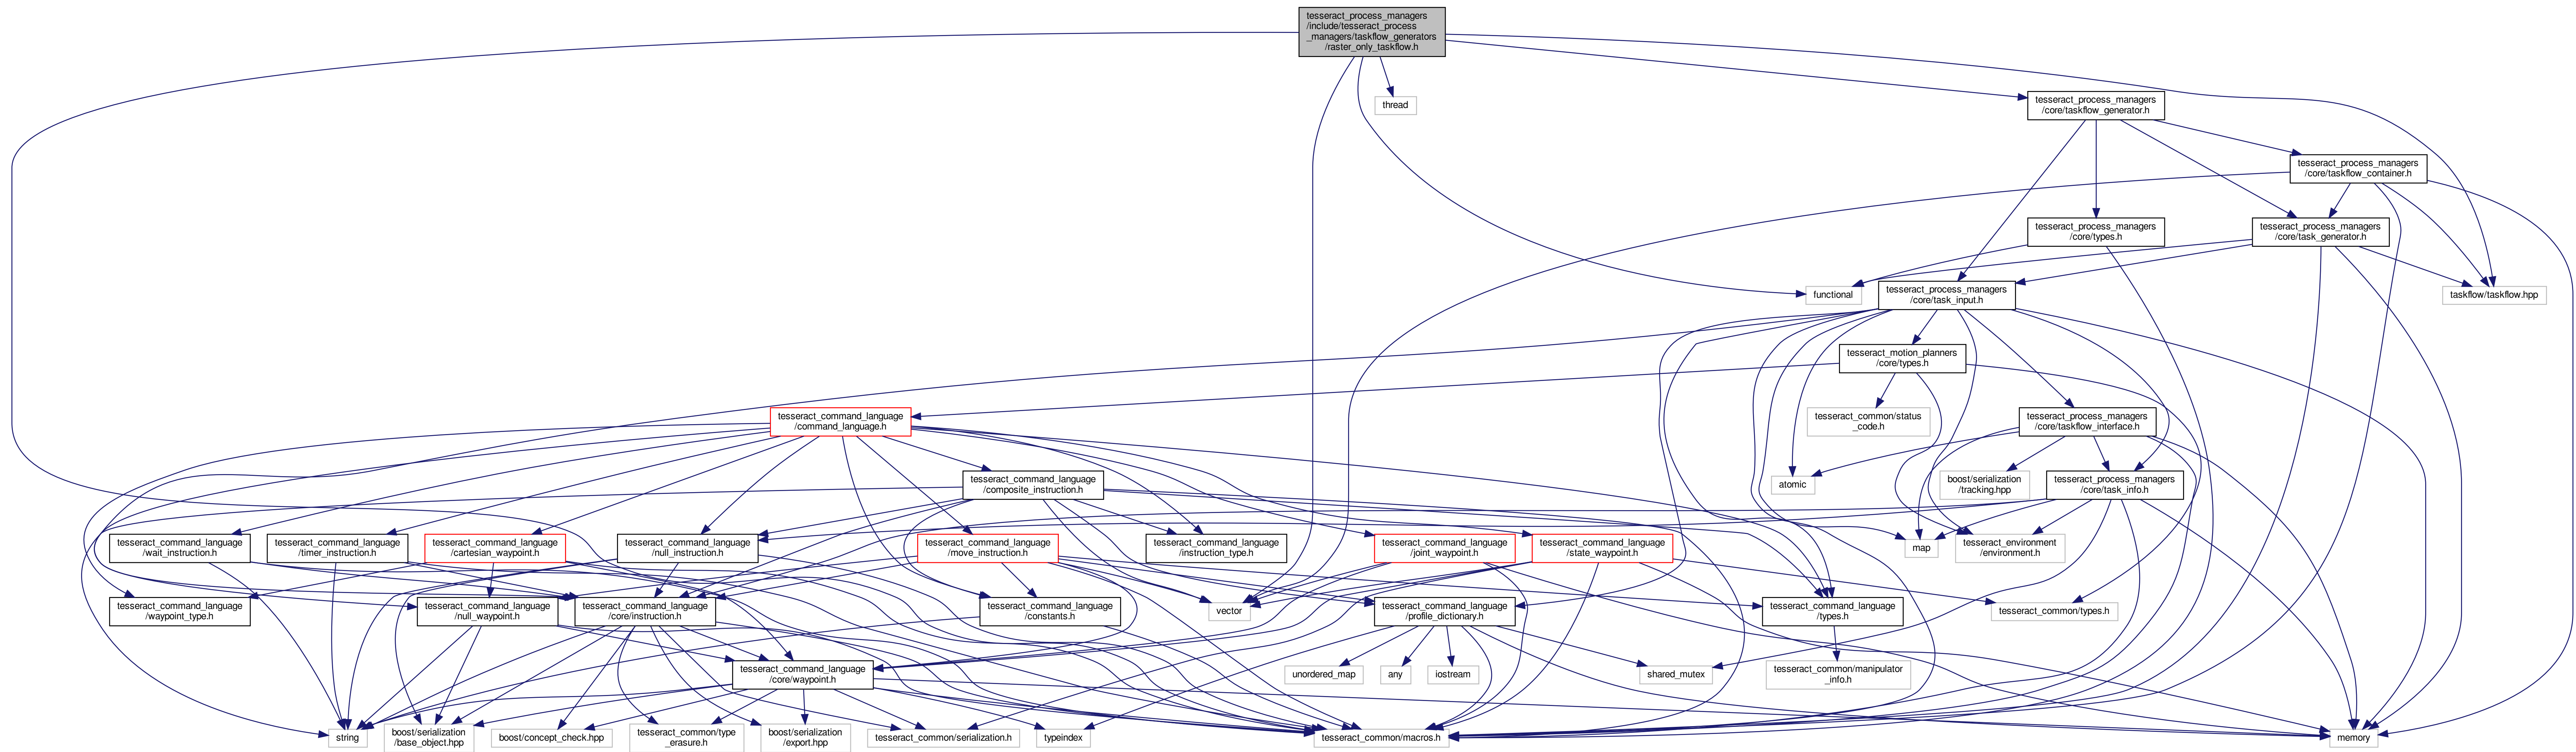 tesseract_process_managers
/include/tesseract_process
_managers/taskflow_generators
/raster_only_taskflow.h
thread
tesseract_process_managers
/core/taskflow_generator.h
tesseract_process_managers
/core/taskflow_container.h
tesseract_process_managers
/core/types.h
tesseract_process_managers
/core/task_generator.h
functional
tesseract_process_managers
/core/task_input.h
taskflow/taskflow.hpp
tesseract_motion_planners
/core/types.h
tesseract_command_language
/command_language.h
tesseract_common/status
_code.h
tesseract_process_managers
/core/taskflow_interface.h
tesseract_command_language
/composite_instruction.h
atomic
boost/serialization
/tracking.hpp
tesseract_process_managers
/core/task_info.h
tesseract_command_language
/wait_instruction.h
tesseract_command_language
/timer_instruction.h
tesseract_command_language
/cartesian_waypoint.h
tesseract_command_language
/null_instruction.h
tesseract_command_language
/move_instruction.h
tesseract_command_language
/instruction_type.h
tesseract_command_language
/joint_waypoint.h
tesseract_command_language
/state_waypoint.h
map
tesseract_environment
/environment.h
tesseract_command_language
/waypoint_type.h
tesseract_command_language
/null_waypoint.h
tesseract_command_language
/core/instruction.h
tesseract_command_language
/constants.h
vector
tesseract_command_language
/profile_dictionary.h
tesseract_command_language
/types.h
tesseract_common/types.h
tesseract_command_language
/core/waypoint.h
unordered_map
any
iostream
shared_mutex
tesseract_common/manipulator
_info.h
string
boost/serialization
/base_object.hpp
boost/concept_check.hpp
tesseract_common/type
_erasure.h
boost/serialization
/export.hpp
tesseract_common/serialization.h
typeindex
tesseract_common/macros.h
memory